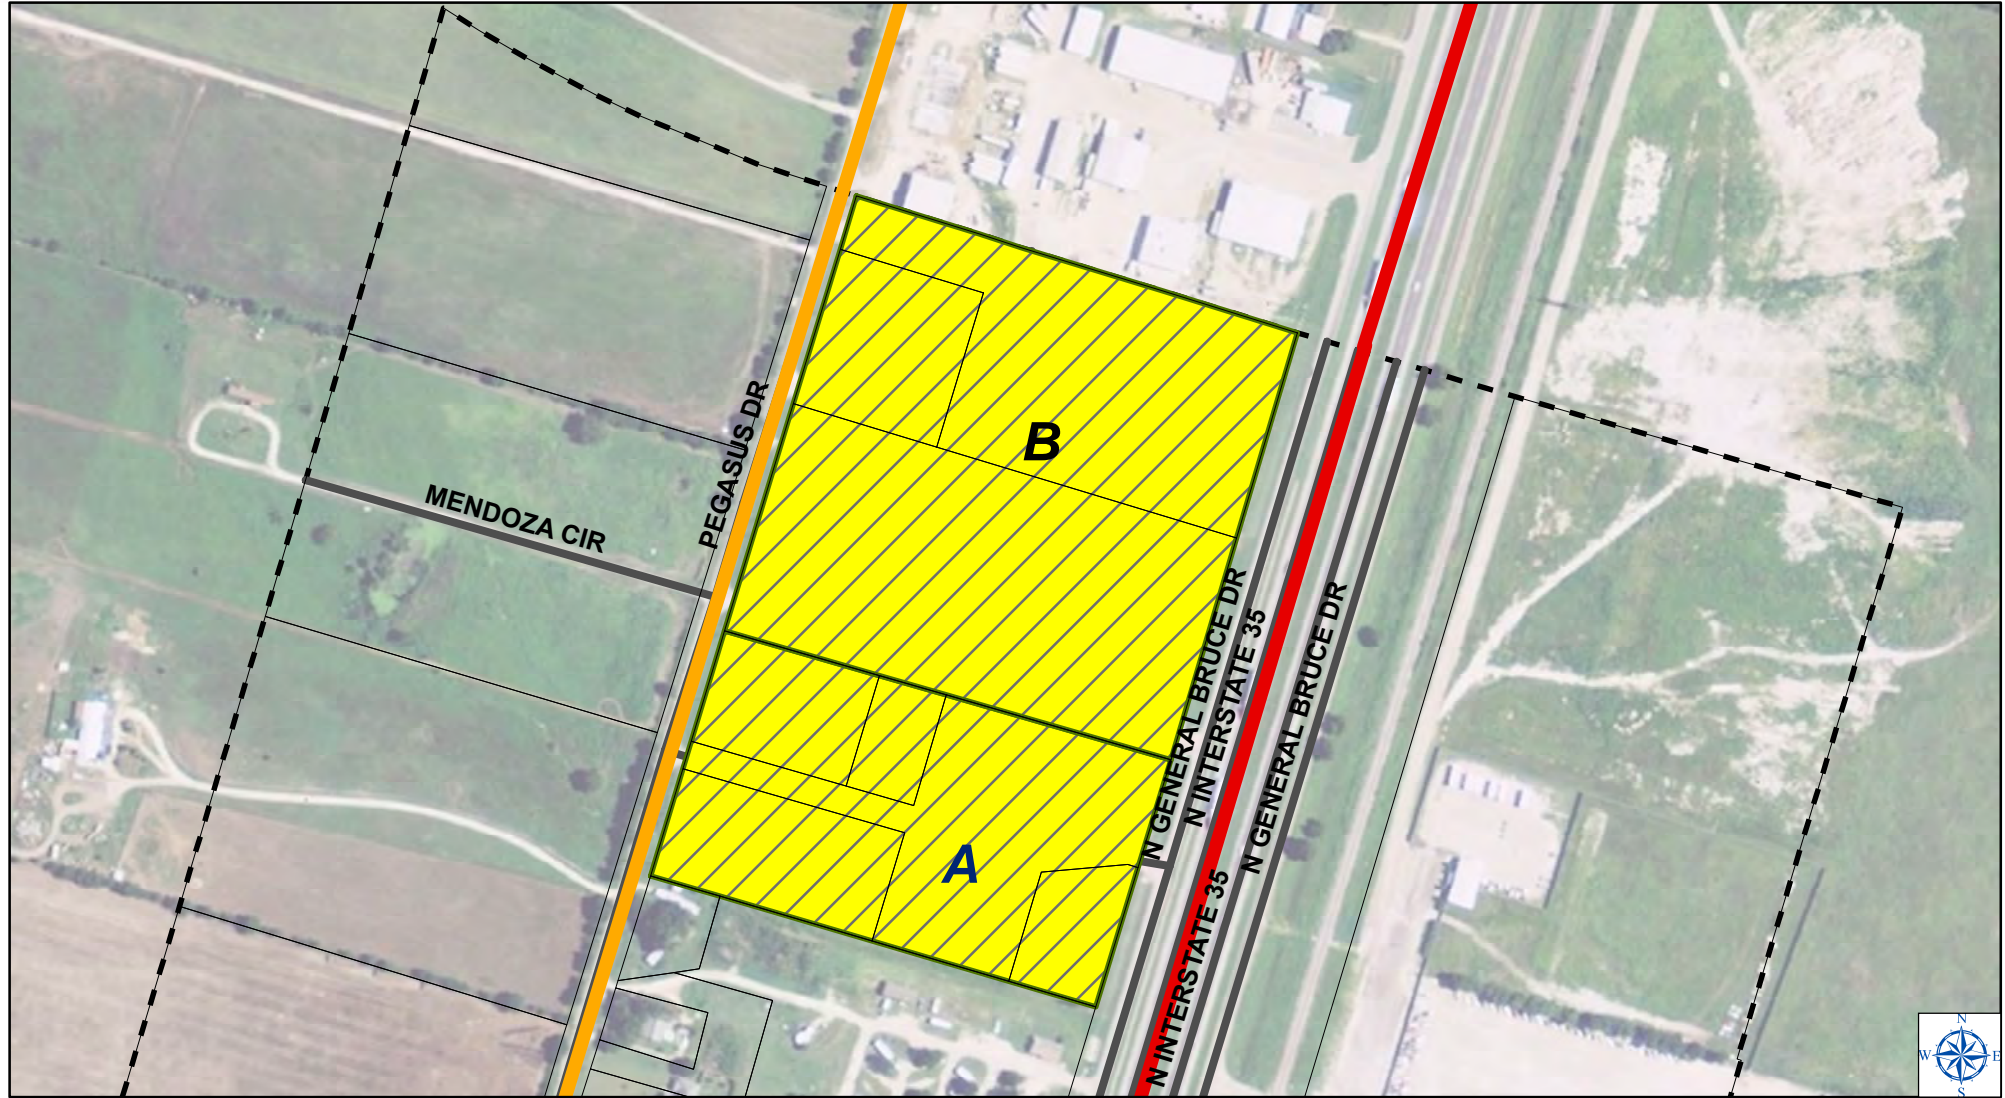 PEGASUS DR
B
MENDOZA CIR
N GENERAL BRUCE DR
N INTERSTATE 35
N GENERAL BRUCE DR
A
N INTERSTATE 35
N
W E
S